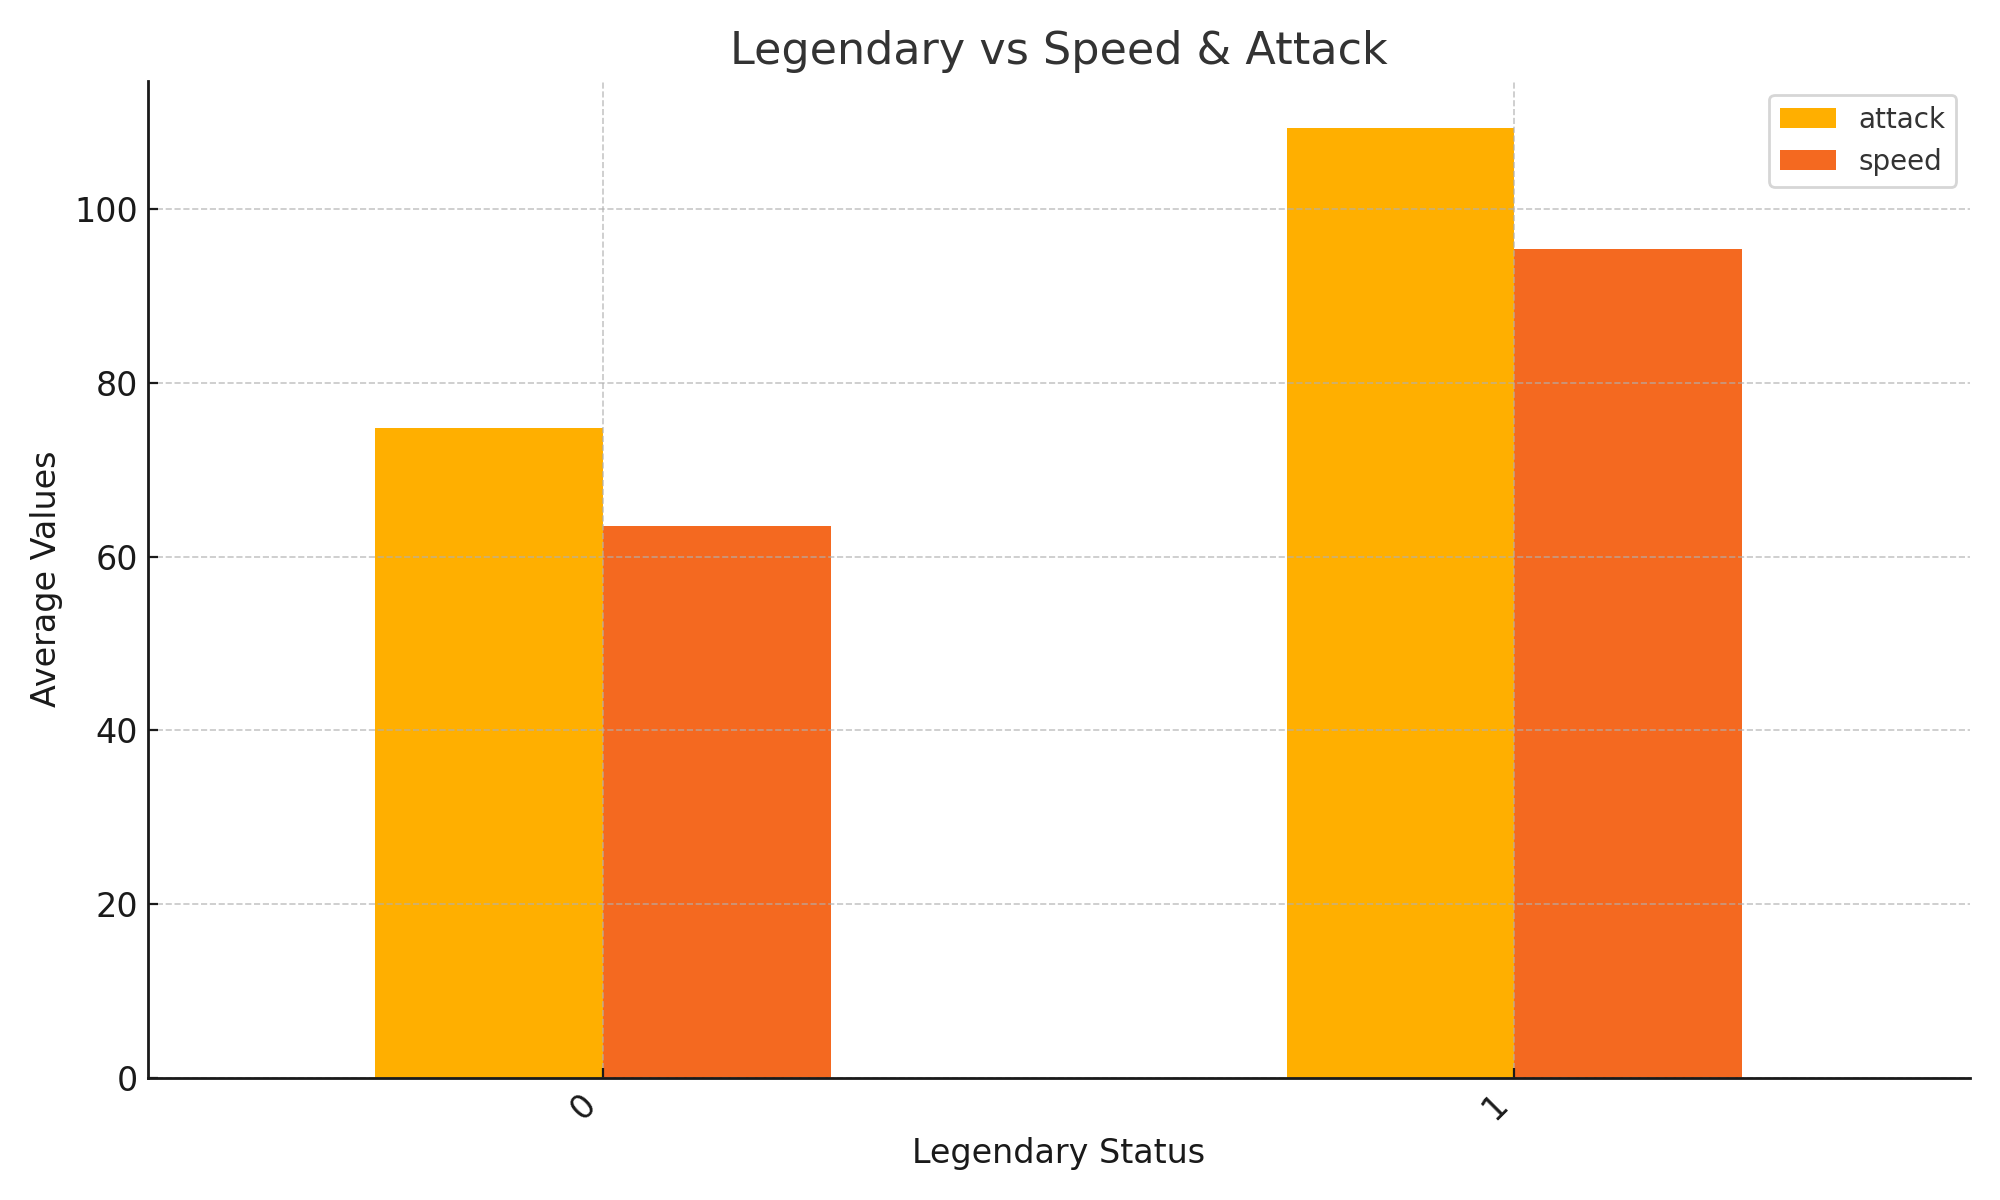 Legendary vs Speed & Attack
attack
speed
Average Values
100
80
60
40
20
0
0
1
Legendary Status